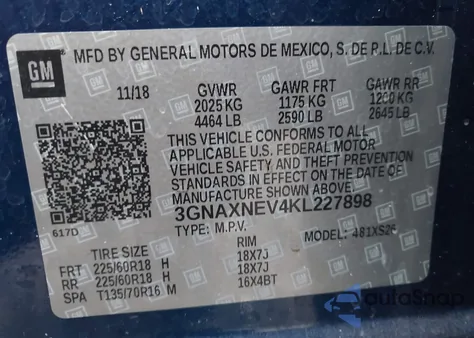 GM
MFD BY GENERAL MOTORS DE MEXICO, S. DE R.L. DE C.V.
11/18 GVWR GAWR FRT GAWR RR
2025 KG 1175 KG 1200 KG
4464 LB 2590 LB 2645 LB
THIS VEHICLE CONFORMS TO ALL
APPLICABLE U.S. FEDERAL MOTOR
VEHICLE SAFETY AND THEFT PREVENTION
STANDARDS IN EFFECT ON THE DATE OF
MANUFACTURE SHOWN ABOVE.
3GNAXNEV4KL227898
617D TYPE: M.P.V. MODEL: 481XS26
TIRE SIZE RIM
FRT 225/60R18 H 18X7J
RR 225/60R18 H 18X7J
SPA T135/70R16 M 16X4BT
AutoSnap